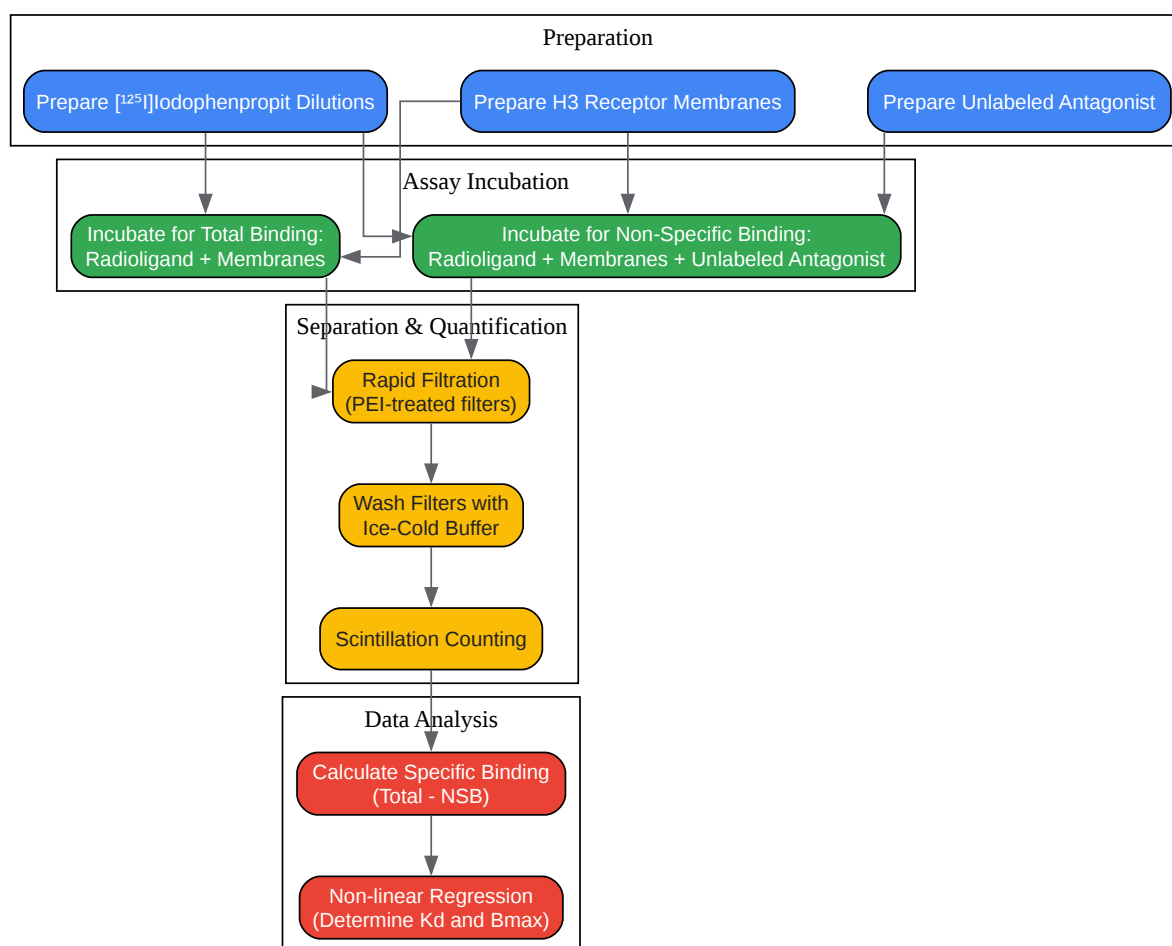 Preparation
Prepare [¹²⁵I]Iodophenpropit Dilutions
Prepare H3 Receptor Membranes
Prepare Unlabeled Antagonist
Assay Incubation
Incubate for Total Binding:
Radioligand + Membranes
Incubate for Non-Specific Binding:
Radioligand + Membranes + Unlabeled Antagonist
Separation & Quantification
Rapid Filtration
(PEI-treated filters)
Wash Filters with
Ice-Cold Buffer
Scintillation Counting
Data Analysis
Calculate Specific Binding
(Total - NSB)
Non-linear Regression
(Determine Kd and Bmax)